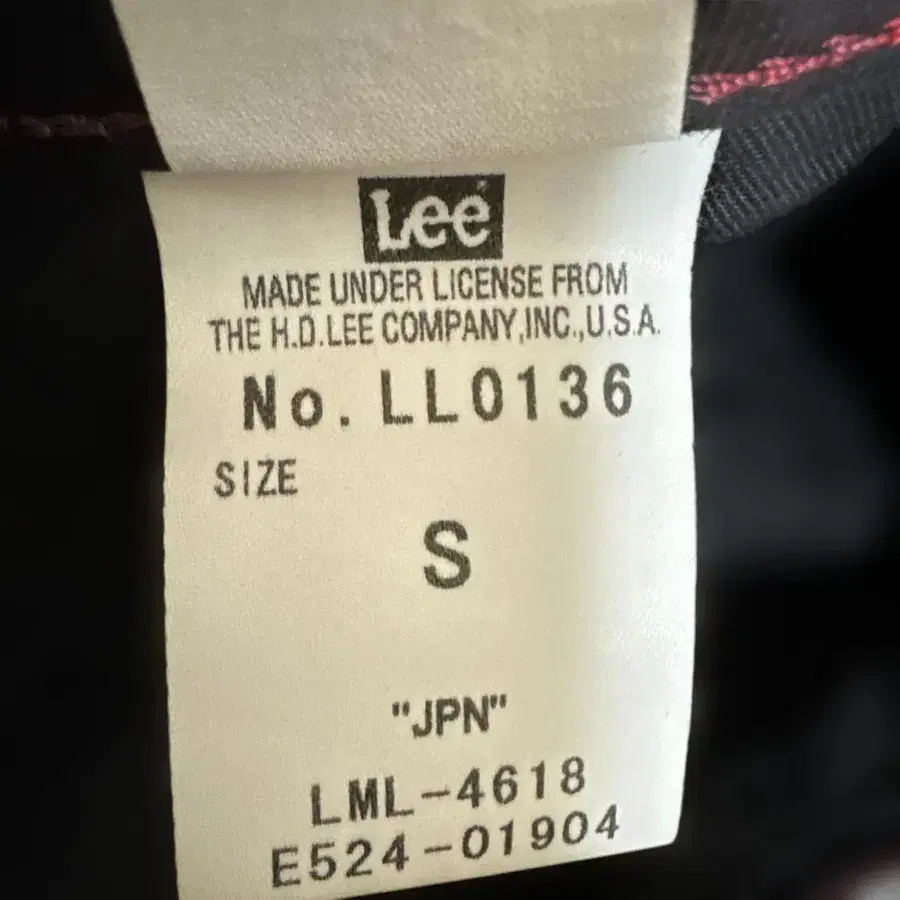 Lee
MADE UNDER LICENSE FROM
THE H.D.LEE COMPANY,INC.,U.S.A.
No. LL0136
SIZE
S
"JPN"
LML-4618
E524-01904